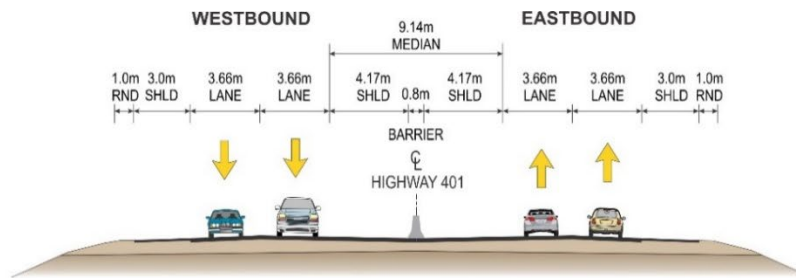 WESTBOUND
EASTBOUND
9.14m
MEDIAN
1.0m 3.0m 3.66m 3.66m 4.17m 0.8m 4.17m 3.66m 3.66m 3.0m 1.0m
RND SHLD LANE LANE SHLD SHLD LANE LANE SHLD RND
BARRIER
℄
HIGHWAY 401